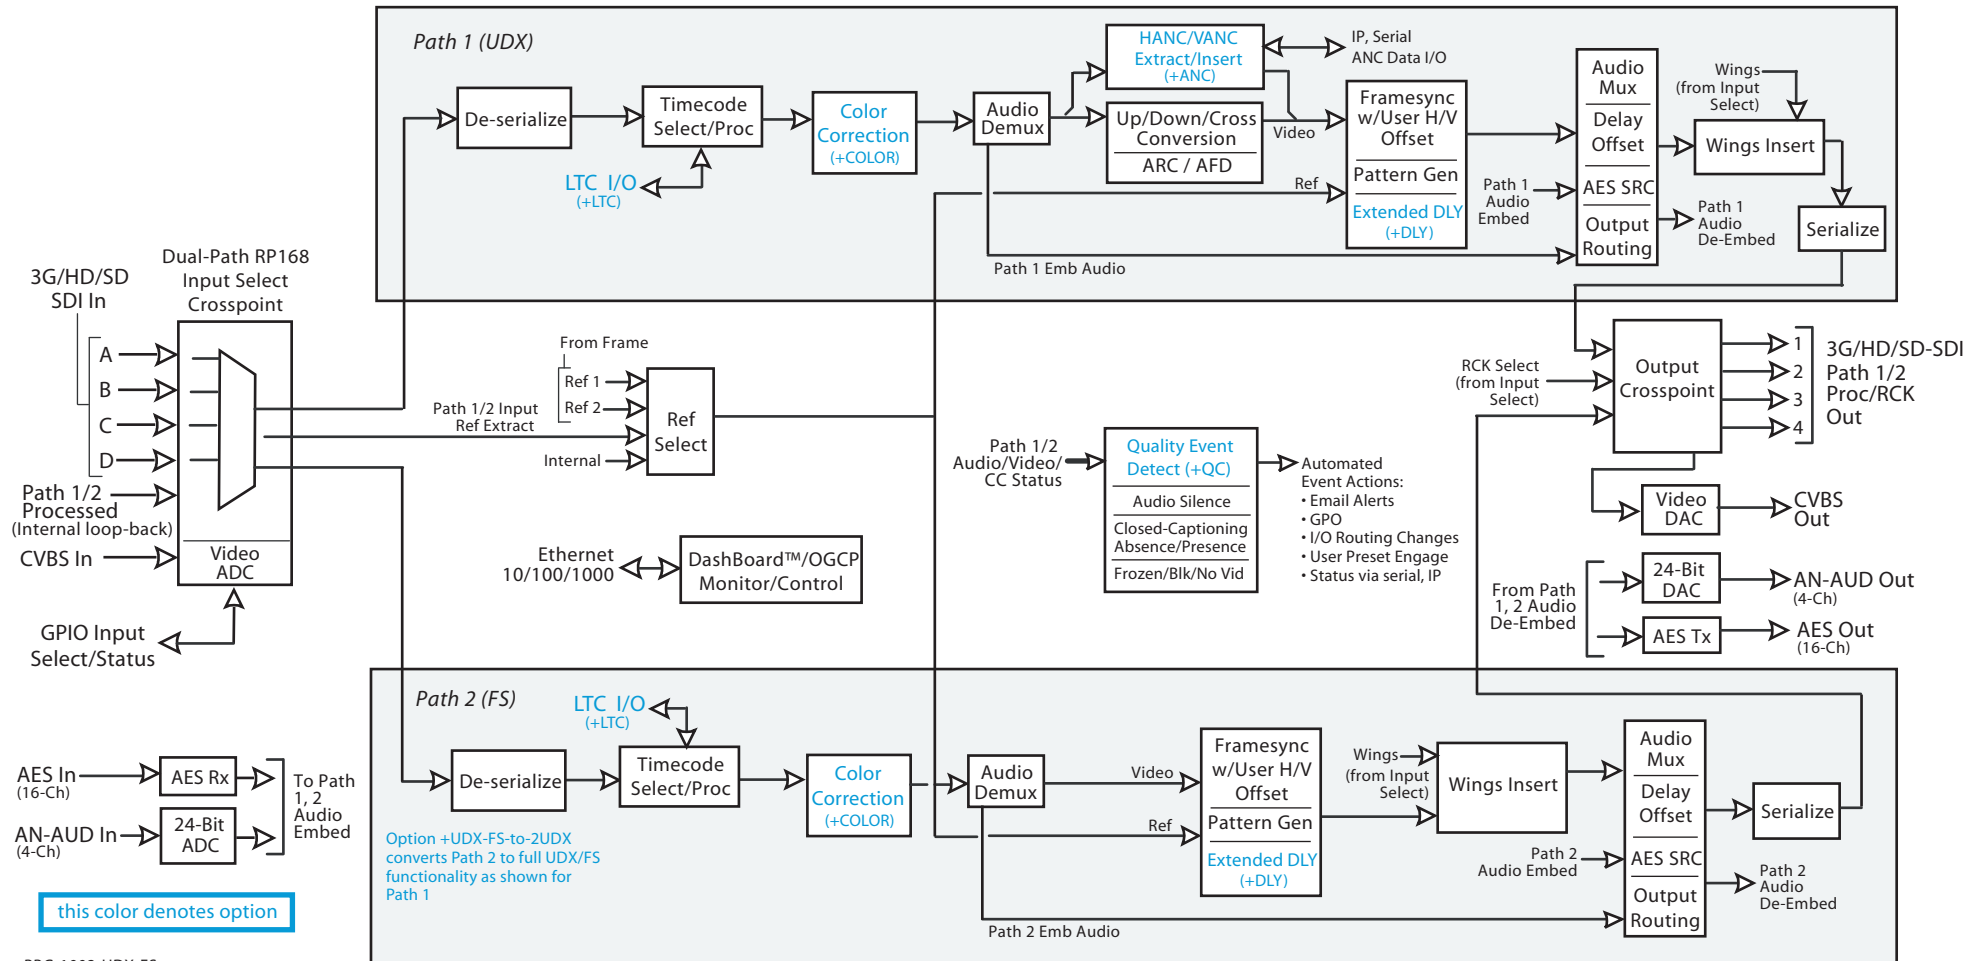 Path 1 (UDX)
De-serialize
Timecode
Select/Proc
LTC I/O
(+LTC)
Color
Correction
(+COLOR)
Audio
Demux
HANC/VANC
Extract/Insert
(+ANC)
IP, Serial
ANC Data I/O
Up/Down/Cross
Conversion
ARC / AFD
Video
Ref
Framesync
w/User H/V
Offset
Pattern Gen
Extended DLY
(+DLY)
Path 1 Emb Audio
Path 1
Audio
Embed
Audio
Mux
Delay
Offset
AES SRC
Output
Routing
Wings
(from Input
Select)
Wings Insert
Path 1
Audio
De-Embed
Serialize
Dual-Path RP168
Input Select
Crosspoint
3G/HD/SD
SDI In
A
B
C
D
Path 1/2
Processed
(Internal loop-back)
CVBS In
Video
ADC
GPIO Input
Select/Status
From Frame
Ref 1
Ref 2
Path 1/2 Input
Ref Extract
Internal
Ref
Select
Ethernet
10/100/1000
DashBoard™/OGCP
Monitor/Control
Path 1/2
Audio/Video/
CC Status
Quality Event
Detect (+QC)
Audio Silence
Closed-Captioning
Absence/Presence
Frozen/Blk/No Vid
Automated
Event Actions:
• Email Alerts
• GPO
• I/O Routing Changes
• User Preset Engage
• Status via serial, IP
RCK Select
(from Input
Select)
Output
Crosspoint
1
2
3
4
3G/HD/SD-SDI
Path 1/2
Proc/RCK
Out
Video
DAC
CVBS
Out
From Path
1, 2 Audio
De-Embed
24-Bit
DAC
AN-AUD Out
(4-Ch)
AES Tx
AES Out
(16-Ch)
AES In
(16-Ch)
AES Rx
AN-AUD In
(4-Ch)
24-Bit
ADC
To Path
1, 2
Audio
Embed
this color denotes option
Path 2 (FS)
LTC I/O
(+LTC)
De-serialize
Timecode
Select/Proc
Color
Correction
(+COLOR)
Option +UDX-FS-to-2UDX
converts Path 2 to full UDX/FS
functionality as shown for
Path 1
Audio
Demux
Video
Ref
Framesync
w/User H/V
Offset
Pattern Gen
Extended DLY
(+DLY)
Path 2 Emb Audio
Wings
(from Input
Select)
Wings Insert
Path 2
Audio Embed
Audio
Mux
Delay
Offset
AES SRC
Output
Routing
Serialize
Path 2
Audio
De-Embed